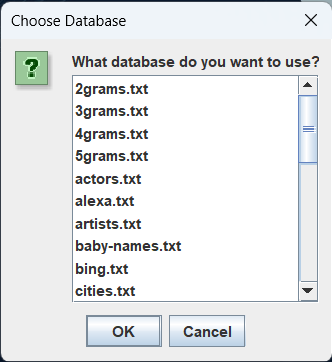 Choose Database
?
What database do you want to use?
2grams.txt
3grams.txt
4grams.txt
5grams.txt
actors.txt
alexa.txt
artists.txt
baby-names.txt
bing.txt
cities.txt
OK
Cancel